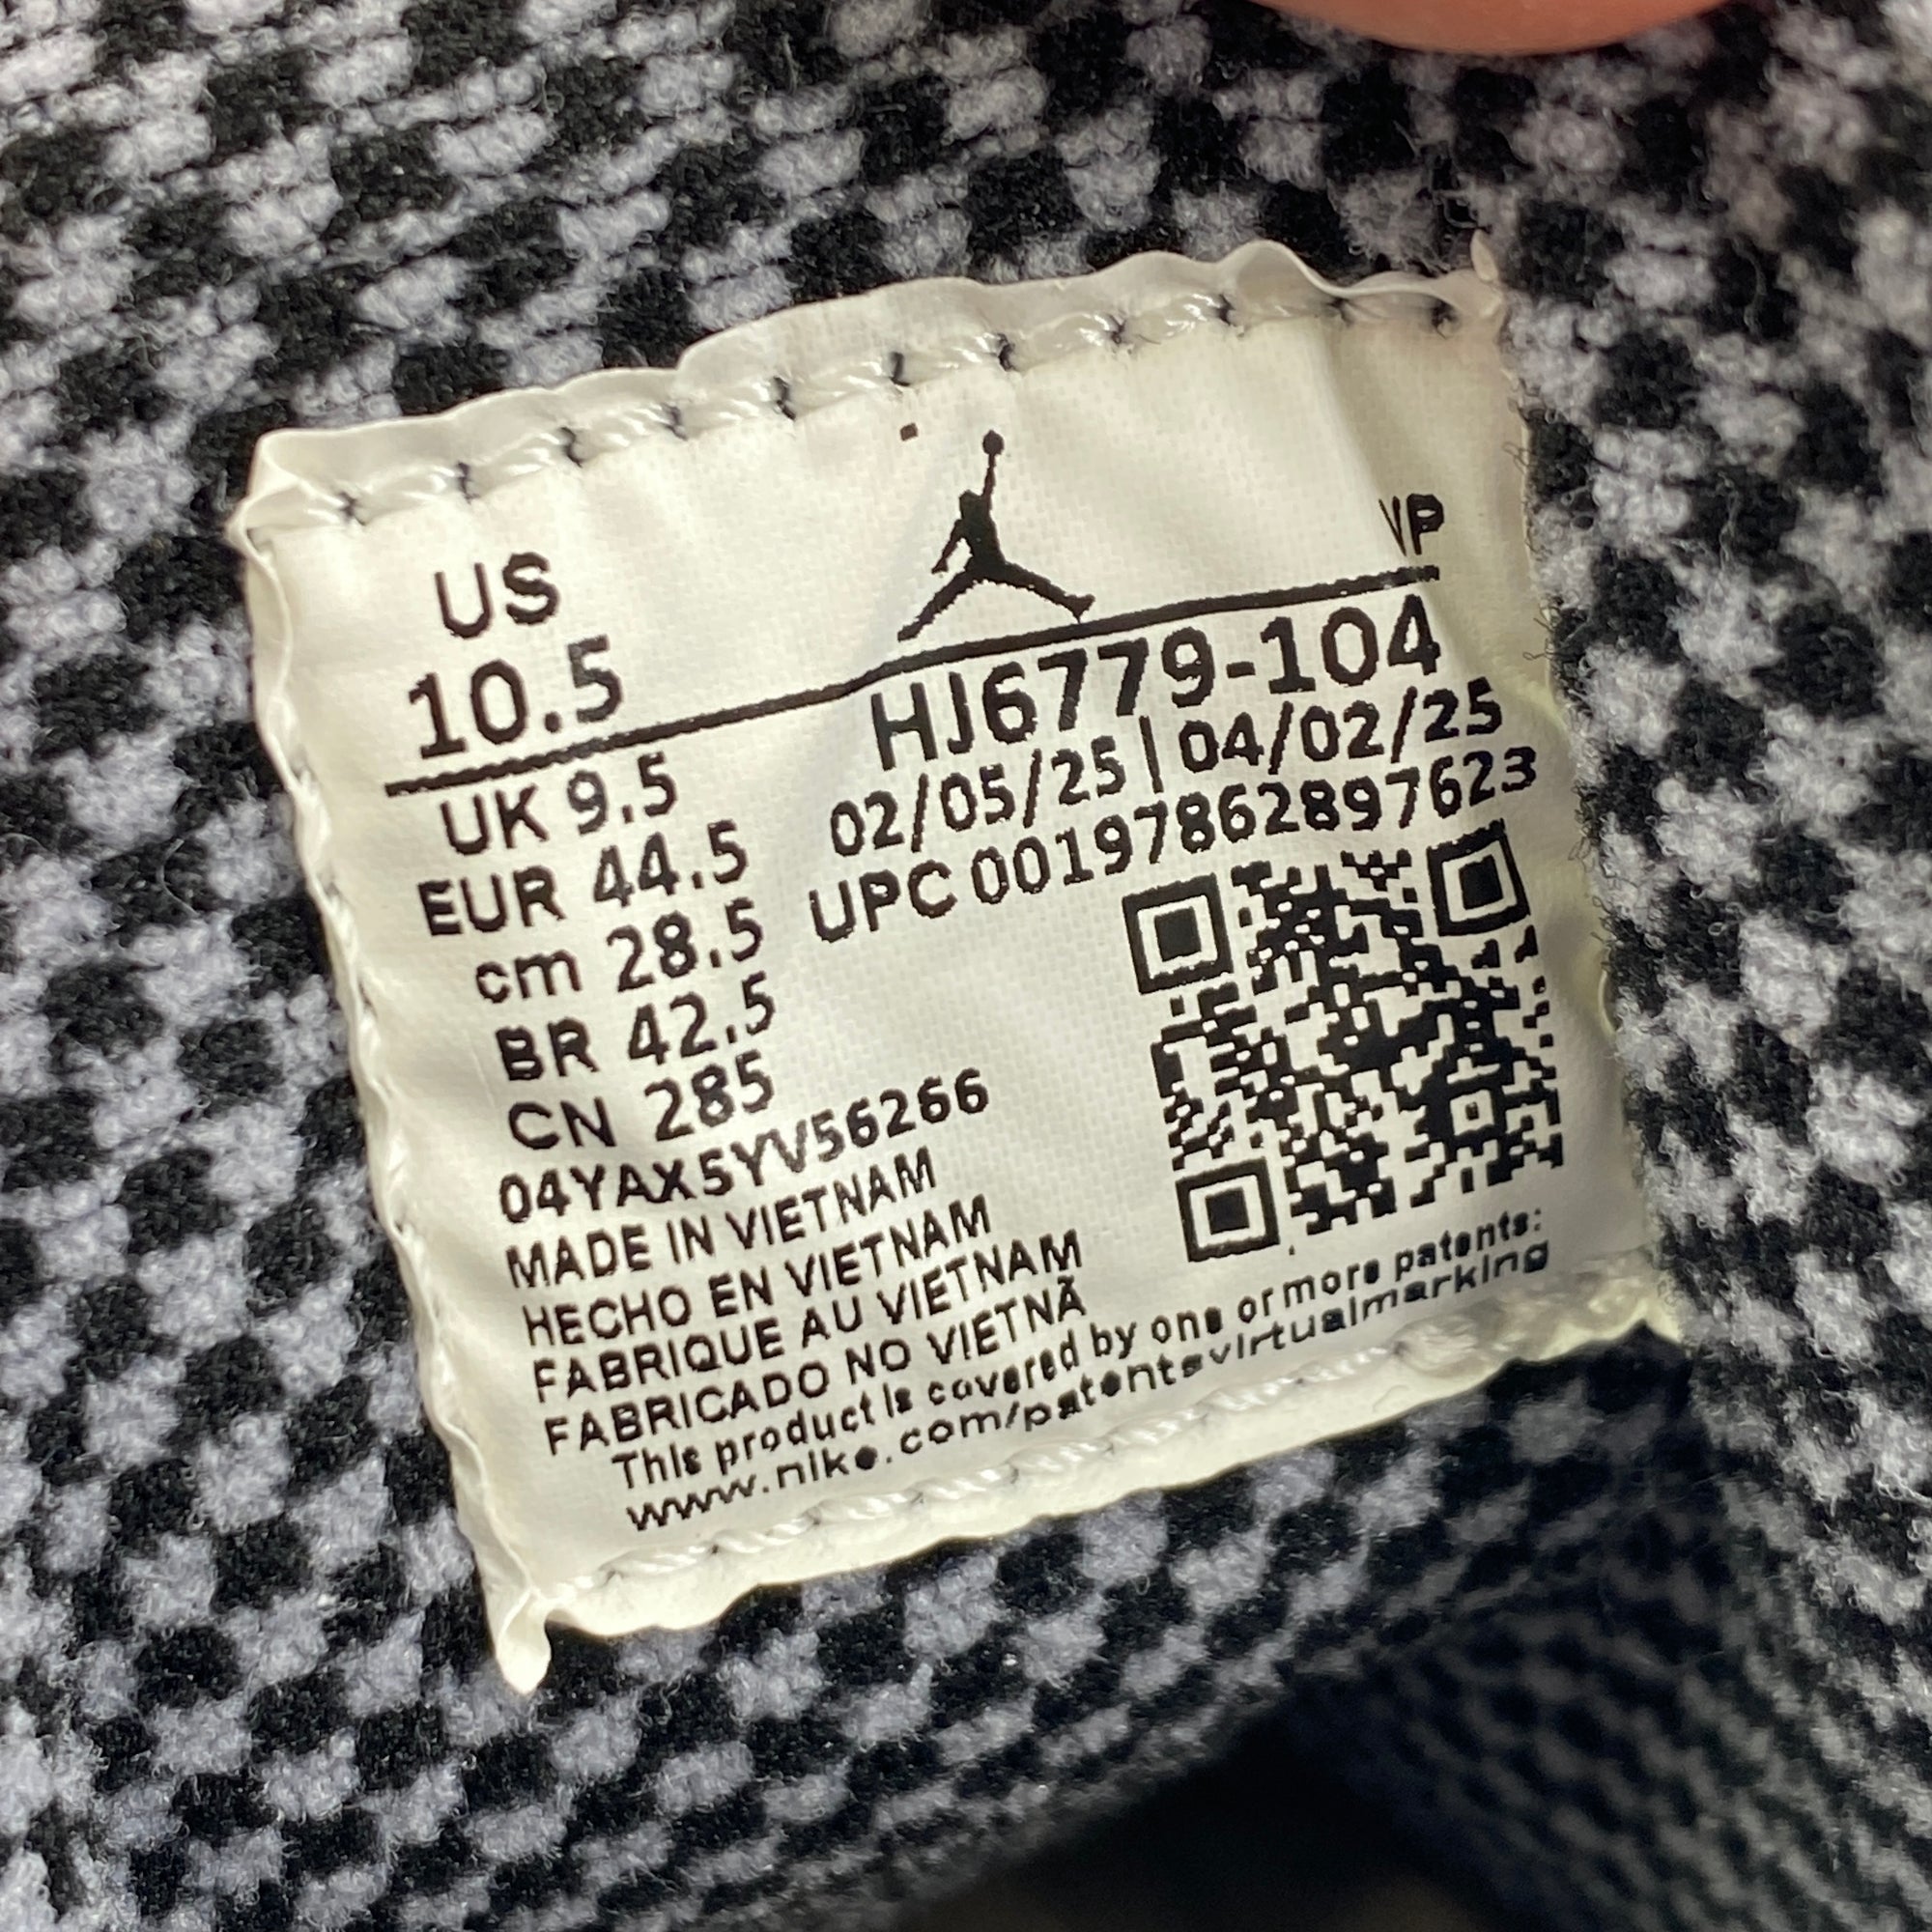 US
VP
10.5
HJ6779-104
UK 9.5
02/05/25 | 04/02/25
EUR 44.5
UPC 00197862897623
cm 28.5
BR 42.5
CN 285
04YAX5YV56266
MADE IN VIETNAM
HECHO EN VIETNAM
FABRIQUE AU VIETNAM
FABRICADO NO VIETNÃ
This product is covered by one or more patents:
www.nike.com/patentsvirtualmarking